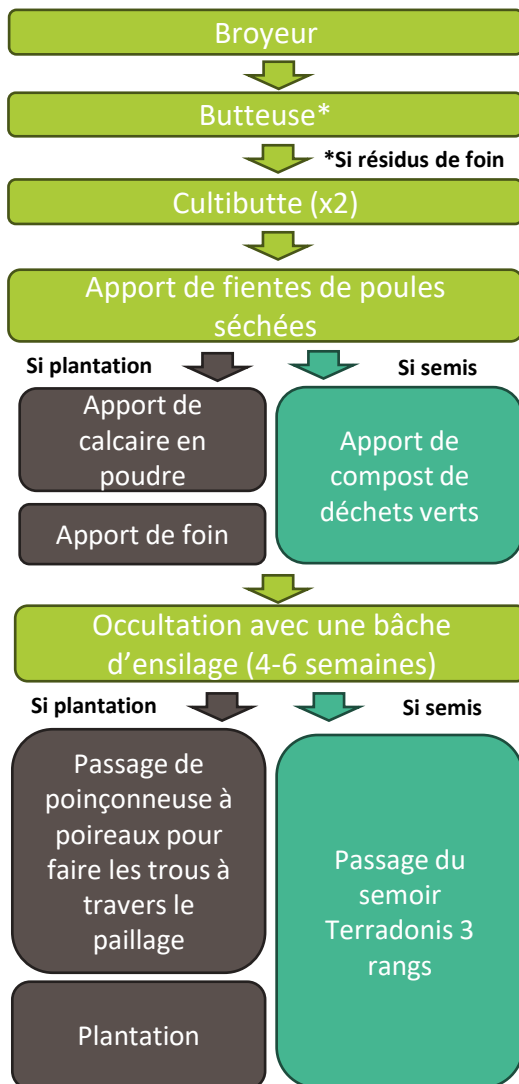 Broyeur
Butteuse*
*Si résidus de foin
Cultibutte (x2)
Apport de fientes de poules
séchées
Si plantation
Si semis
Apport de
calcaire en
poudre
Apport de foin
Apport de
compost de
déchets verts
Occultation avec une bâche
d’ensilage (4-6 semaines)
Si plantation
Si semis
Passage de
poinçonneuse à
poireaux pour
faire les trous à
travers le
paillage
Plantation
Passage du
semoir
Terradonis 3
rangs